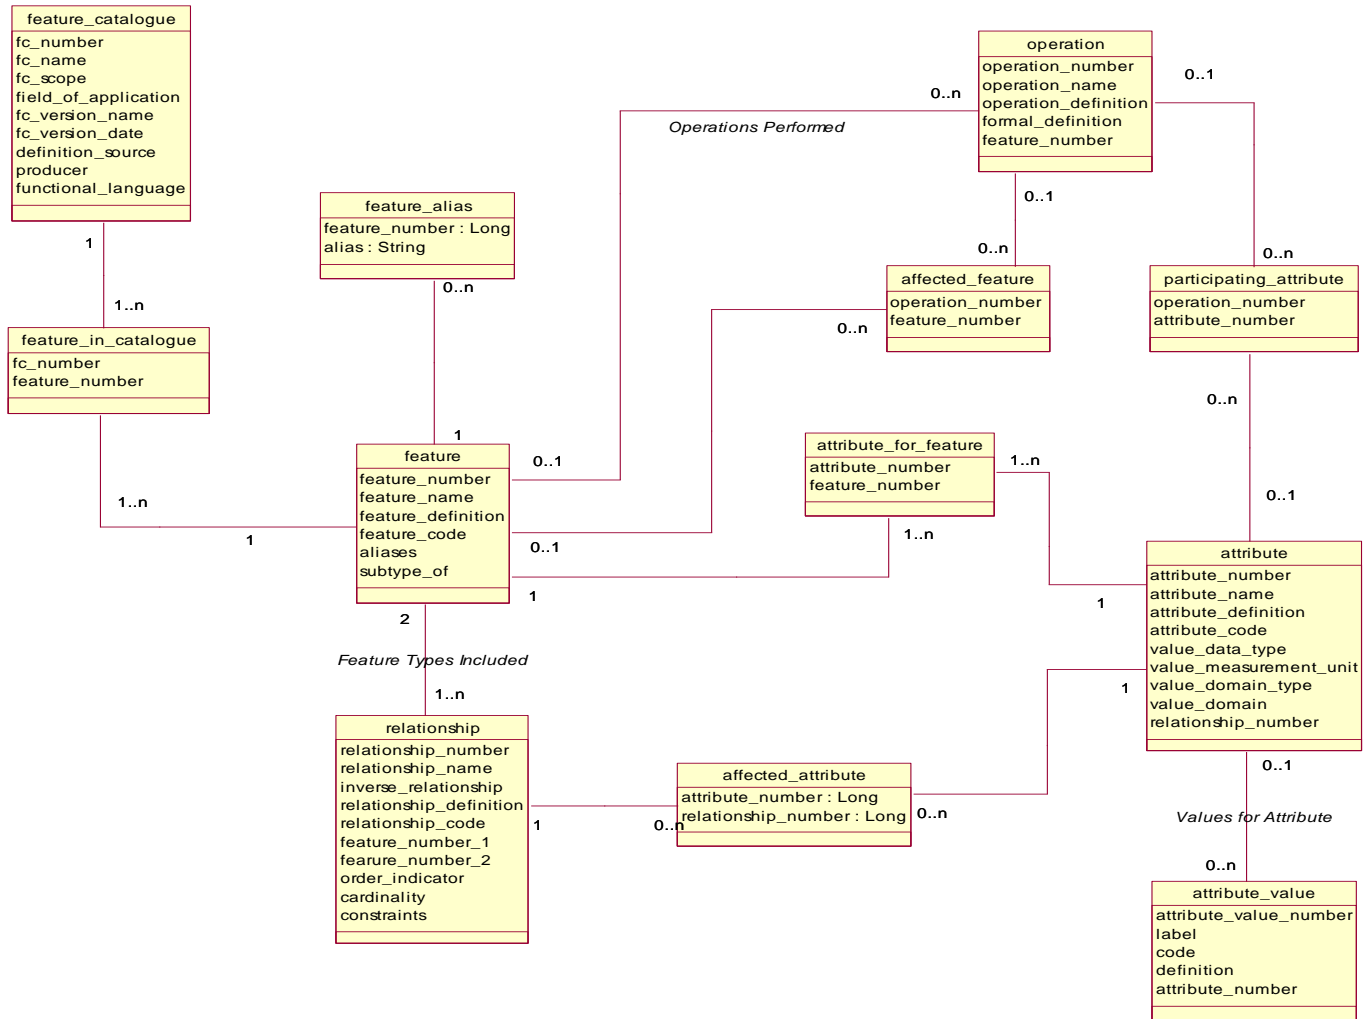 feature_catalogue
fc_number
fc_name
fc_scope
field_of_application
fc_version_name
fc_version_date
definition_source
producer
functional_language
1
1..n
feature_in_catalogue
fc_number
feature_number
1..n
1
feature_alias
feature_number : Long
alias : String
0..n
1
feature
feature_number
feature_name
feature_definition
feature_code
aliases
subtype_of
0..1
0..1
1
2
Feature Types Included
1..n
relationship
relationship_number
relationship_name
inverse_relationship
relationship_definition
relationship_code
feature_number_1
fearure_number_2
order_indicator
cardinality
constraints
1
0..n
affected_attribute
attribute_number : Long
relationship_number : Long
0..n
1
Operations Performed
0..n
operation
operation_number
operation_name
operation_definition
formal_definition
feature_number
0..1
0..1
0..n
affected_feature
operation_number
feature_number
0..n
0..n
participating_attribute
operation_number
attribute_number
0..n
0..1
attribute_for_feature
attribute_number
feature_number
1..n
1..n
1
attribute
attribute_number
attribute_name
attribute_definition
attribute_code
value_data_type
value_measurement_unit
value_domain_type
value_domain
relationship_number
0..1
Values for Attribute
0..n
attribute_value
attribute_value_number
label
code
definition
attribute_number